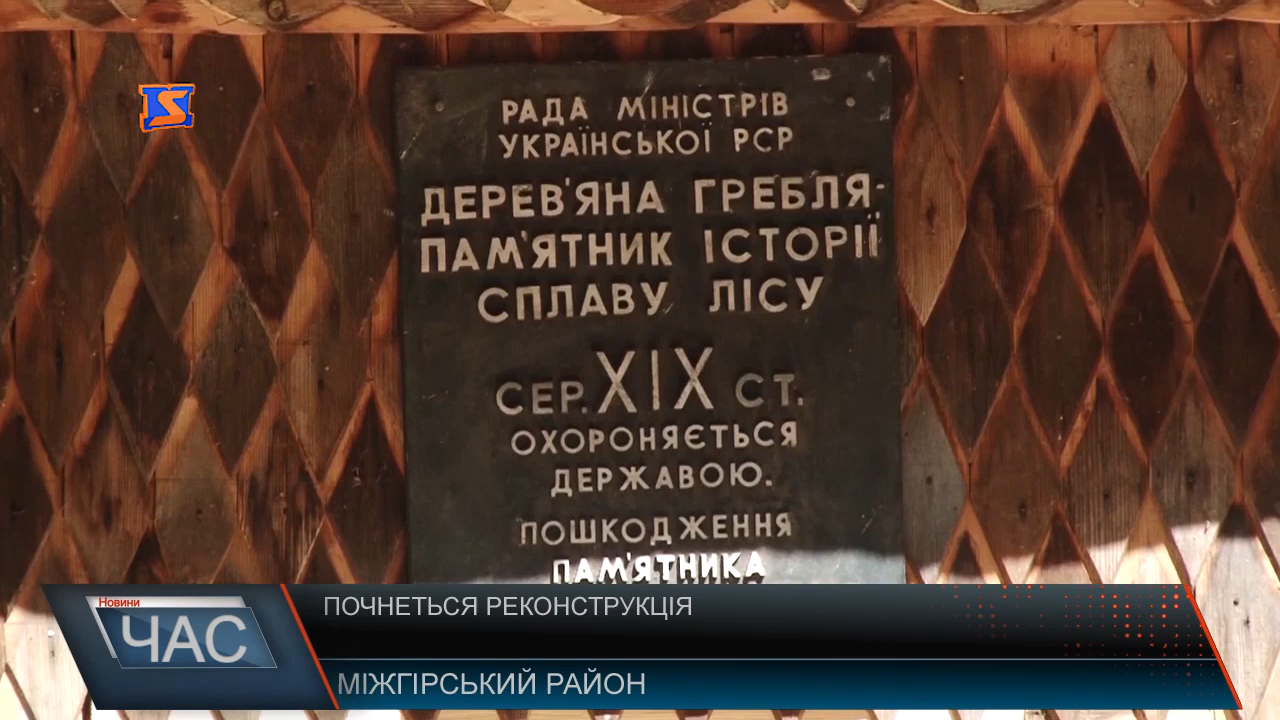 РАДА МІНІСТРІВ
УКРАЇНСЬКОЇ РСР
ДЕРЕВ'ЯНА ГРЕБЛЯ-
ПАМ'ЯТНИК ІСТОРІЇ
СПЛАВУ ЛІСУ
СЕР. XIX СТ.
ОХОРОНЯЄТЬСЯ
ДЕРЖАВОЮ.
ПОШКОДЖЕННЯ
ПАМ'ЯТНИКА
Новини
ЧАС
ПОЧНЕТЬСЯ РЕКОНСТРУКЦІЯ
МІЖГІРСЬКИЙ РАЙОН